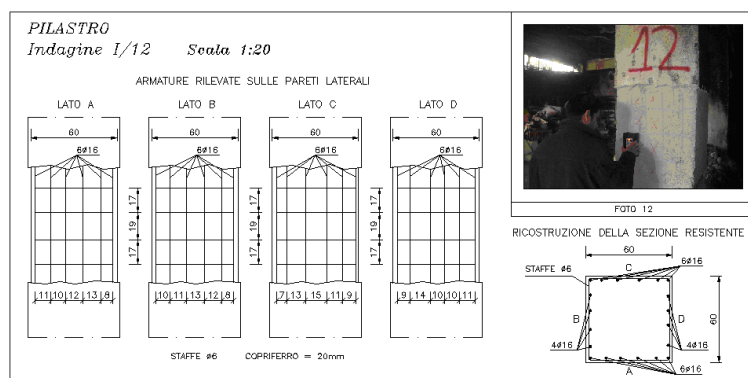 PILASTRO
Indagine I/12 Scala 1:20
ARMATURE RILEVATE SULLE PARETI LATERALI
LATO A LATO B LATO C LATO D
60 60 60 60
6ø16 6ø16 6ø16 6ø16
17 17 17
19 19 19
17 17 17
11 10 12 13 8 10 11 13 12 8 7 13 15 11 9 9 14 10 10 11
STAFFE ø6 COPRIFERRO = 20mm
12
FOTO 12
RICOSTRUZIONE DELLA SEZIONE RESISTENTE
60
6ø16
STAFFE ø6 C
B D 60
4ø16 4ø16
A 6ø16